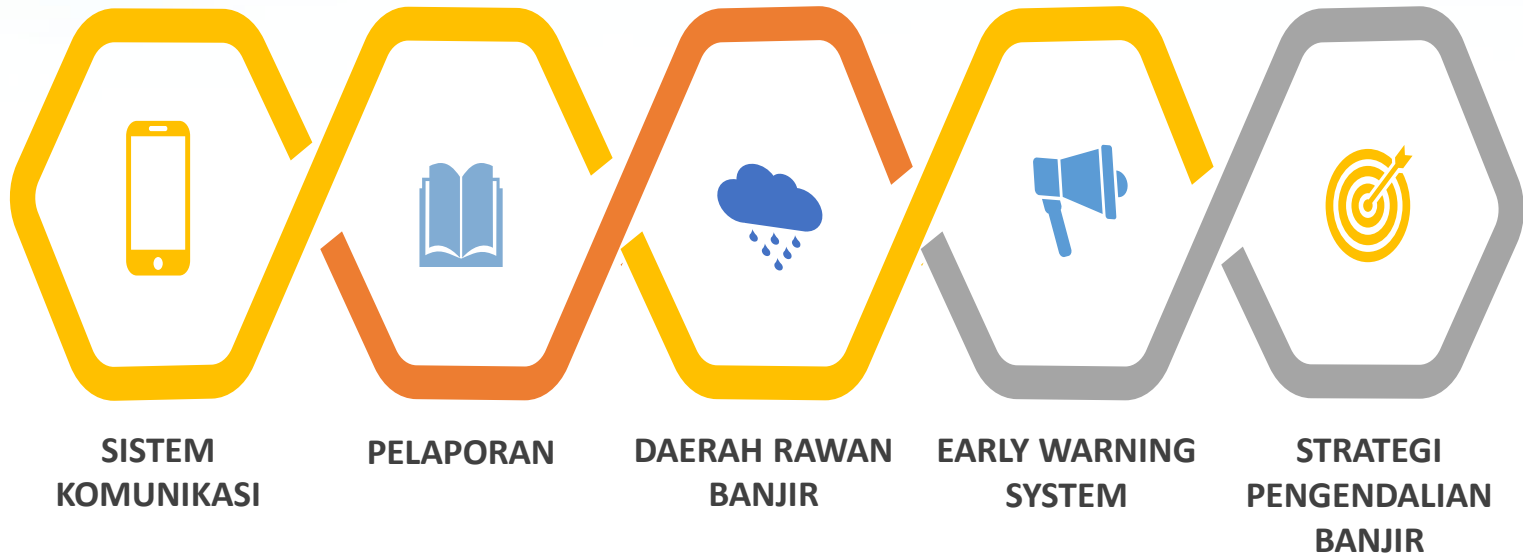 SISTEM
KOMUNIKASI
PELAPORAN
DAERAH RAWAN
BANJIR
EARLY WARNING
SYSTEM
STRATEGI
PENGENDALIAN
BANJIR